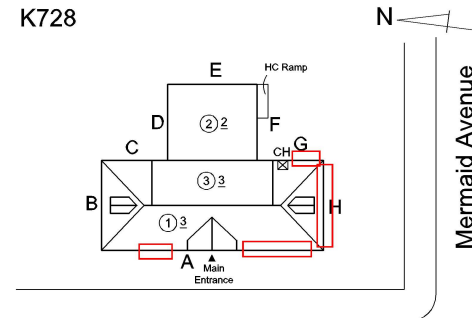 K728
N
E
HC Ramp
D
② 2
F
Mermaid Avenue
C
CH
G
B
③ 3
H
① 3
A
Main
Entrance